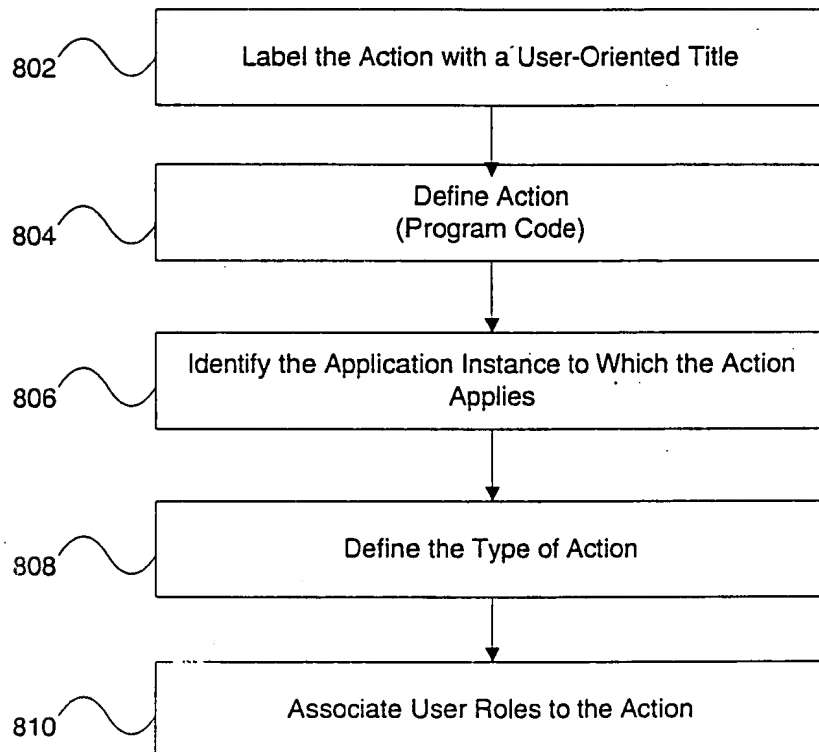 802
Label the Action with a User-Oriented Title
804
Define Action
(Program Code)
806
Identify the Application Instance to Which the Action
Applies
808
Define the Type of Action
810
Associate User Roles to the Action